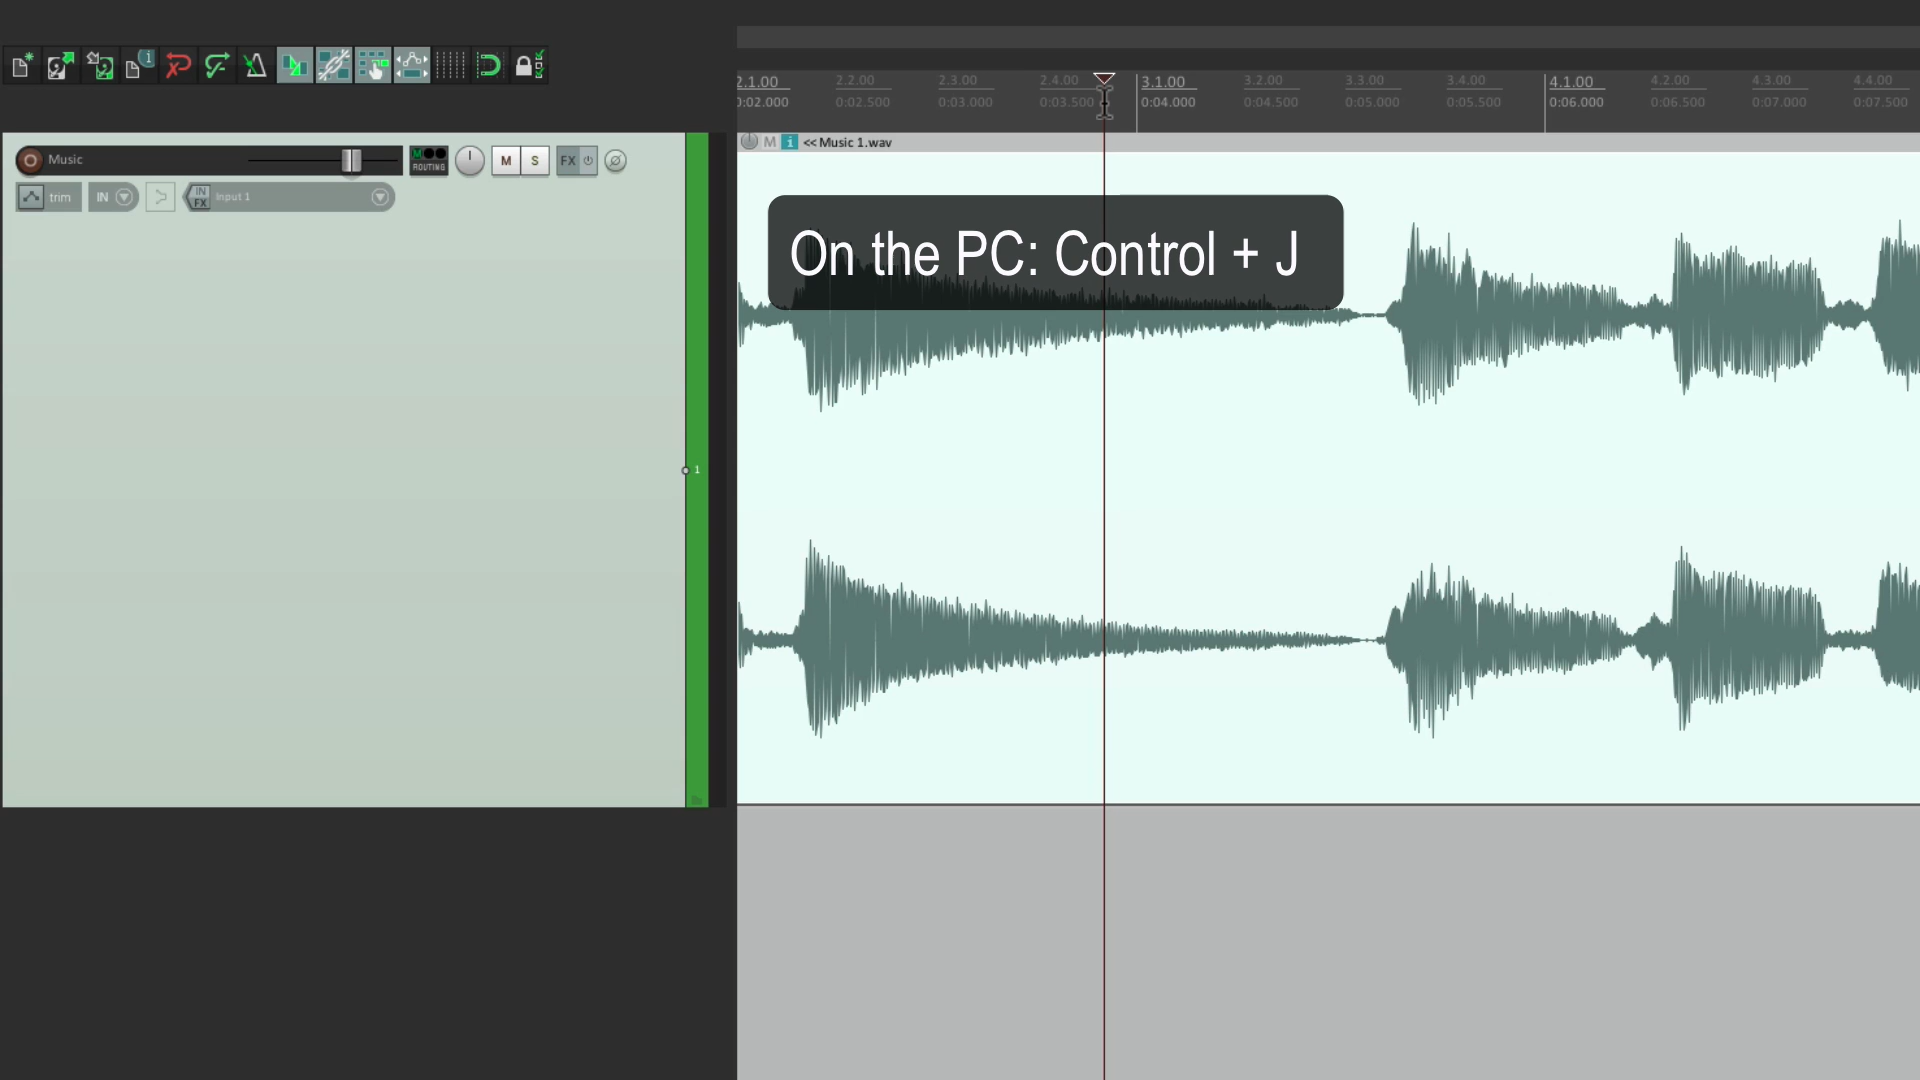 2.1.00 2.2.00 2.3.00 2.4.00 3.1.00 3.2.00 3.3.00 3.4.00 4.1.00 4.2.00 4.3.00 4.4.00
0:02.000 0:02.500 0:03.000 0:03.500 0:04.000 0:04.500 0:05.000 0:05.500 0:06.000 0:06.500 0:07.000 0:07.500
M i << Music 1.wav
Music M ROUTING M S FX
trim IN IN FX Input 1
On the PC: Control + J
1